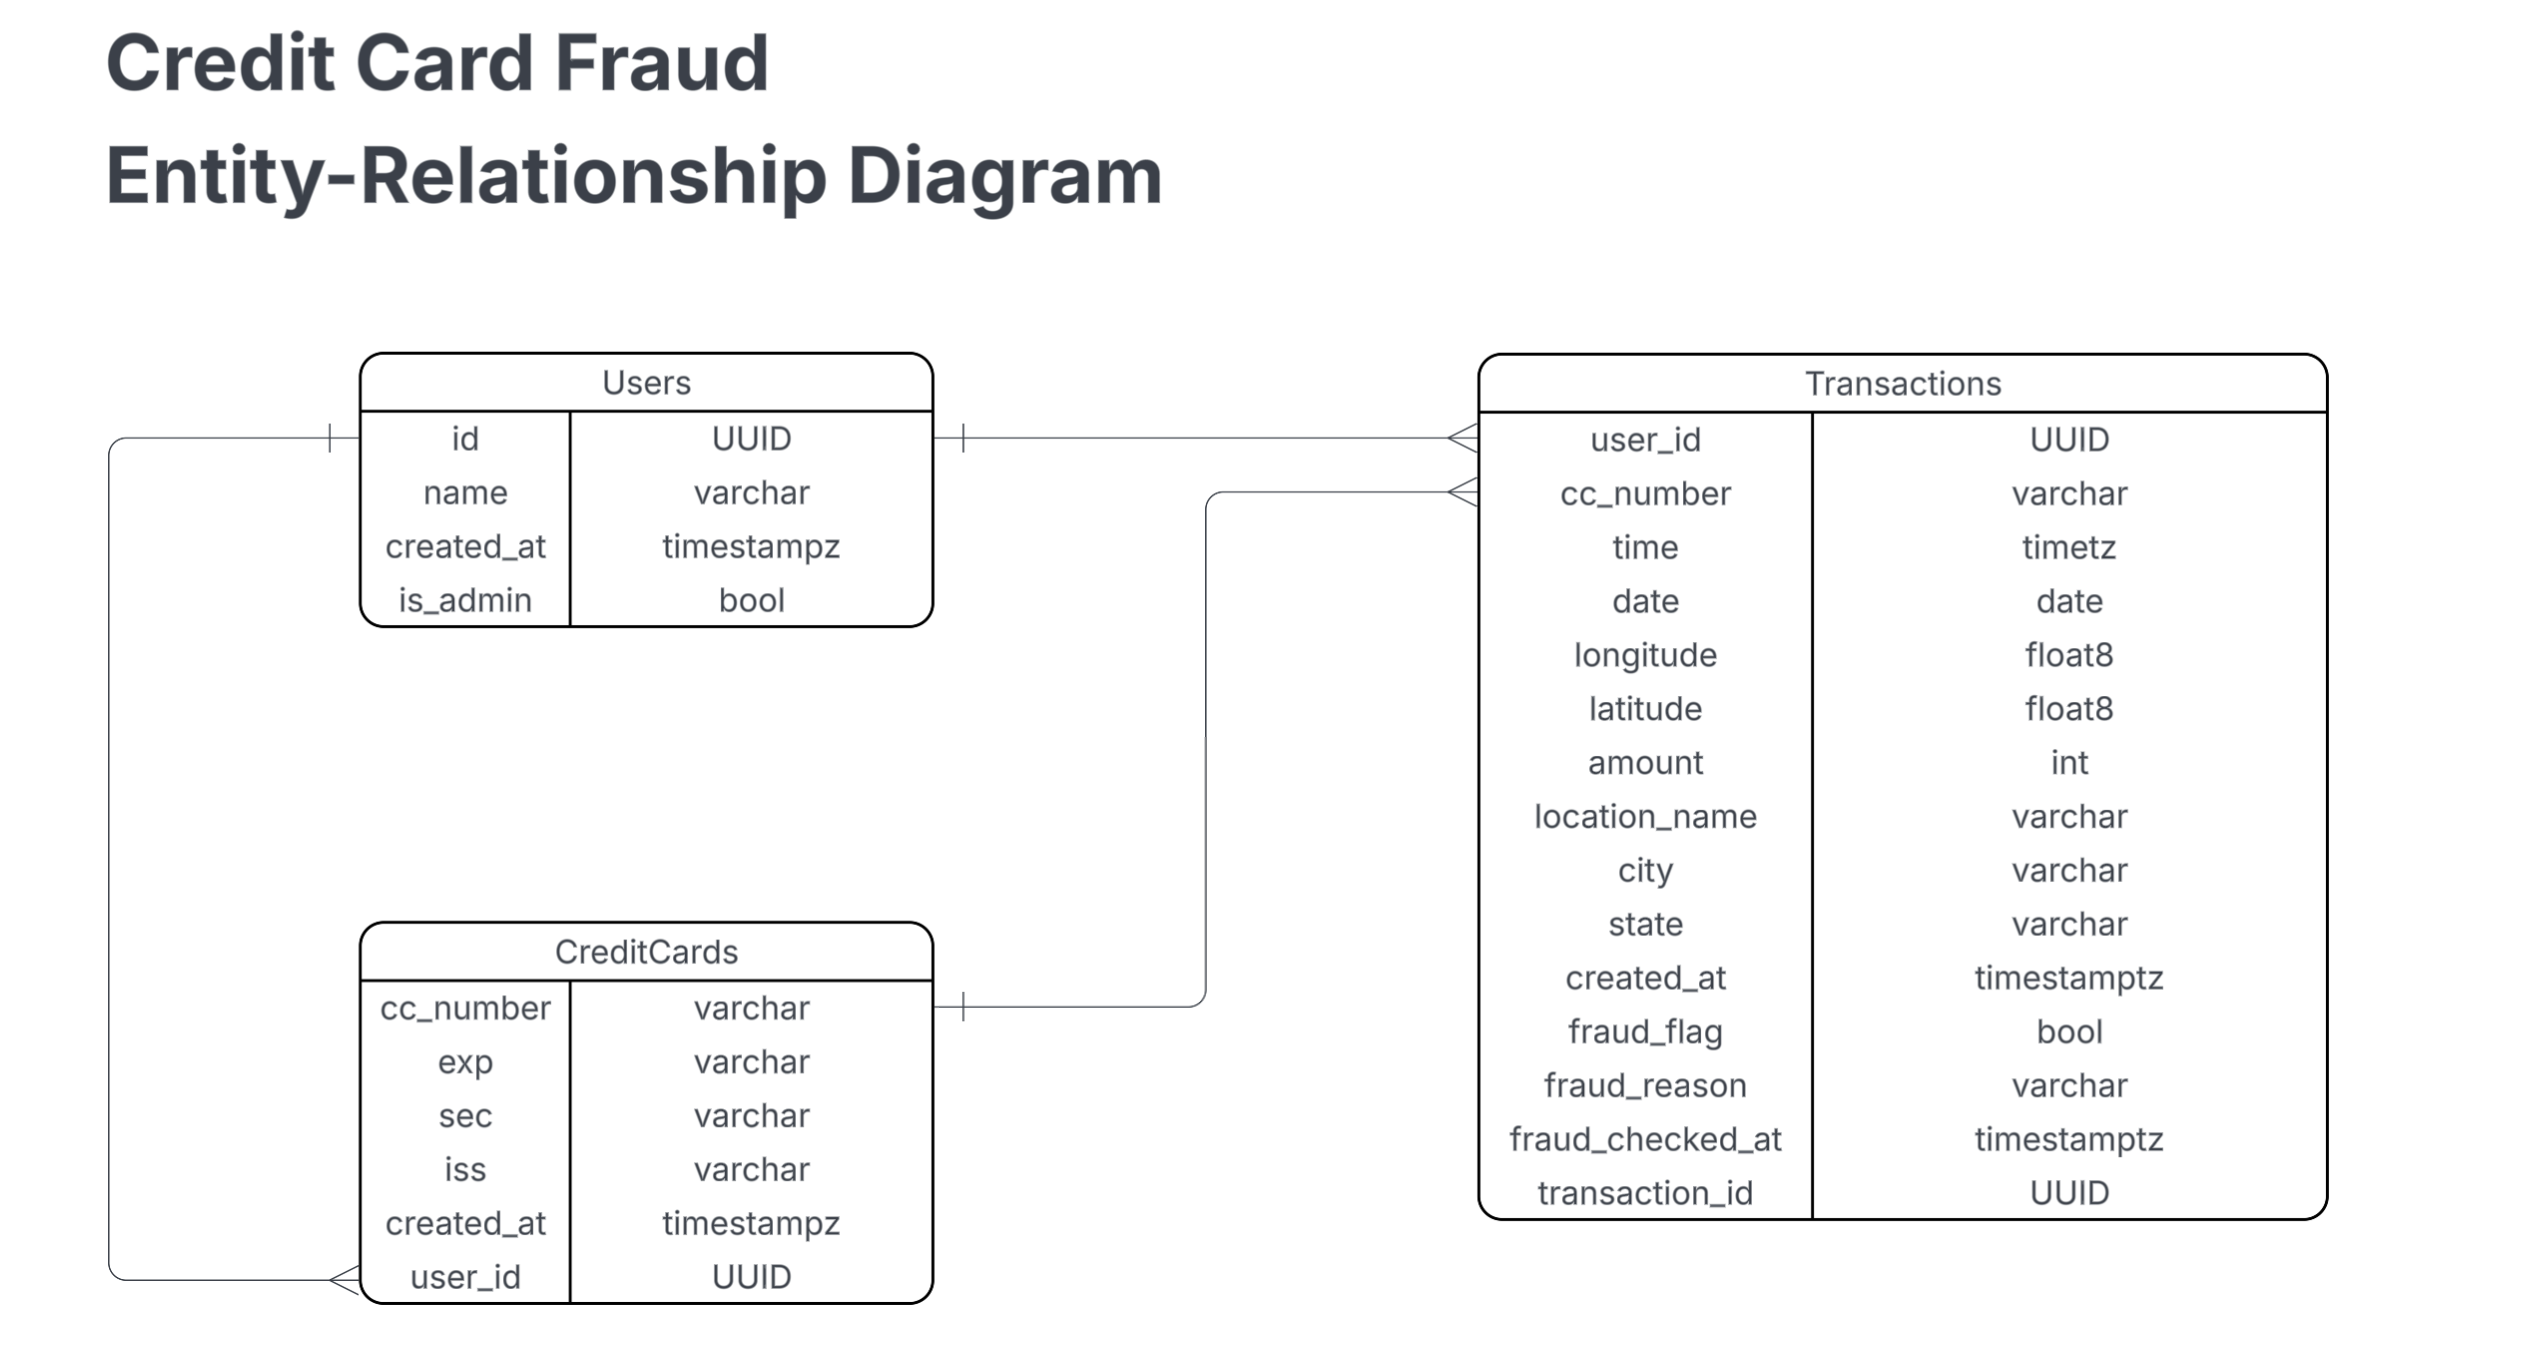 Credit Card Fraud
Entity-Relationship Diagram
Users
id UUID
name varchar
created_at timestampz
is_admin bool
Transactions
user_id UUID
cc_number varchar
time timetz
date date
longitude float8
latitude float8
amount int
location_name varchar
city varchar
state varchar
created_at timestamptz
fraud_flag bool
fraud_reason varchar
fraud_checked_at timestamptz
transaction_id UUID
CreditCards
cc_number varchar
exp varchar
sec varchar
iss varchar
created_at timestampz
user_id UUID